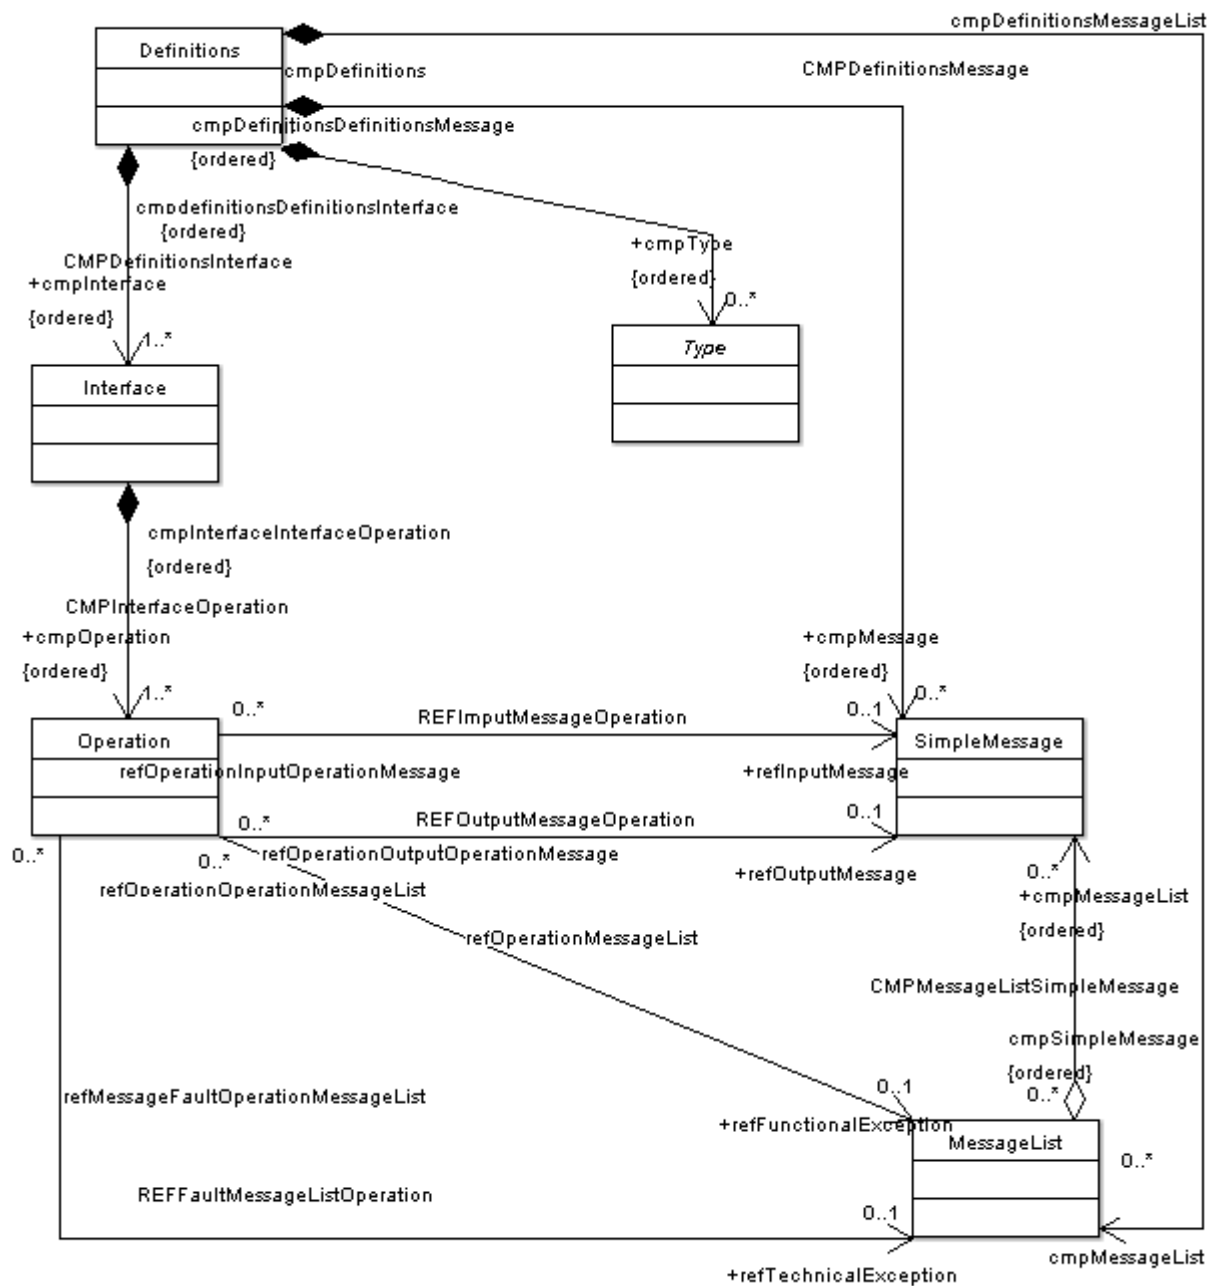 cmpDefinitionsMessageList
Definitions
cmpDefinitions
CMPDefinitionsMessage
cmpDefinitionsDefinitionsMessage
{ordered}
cmpdefinitionsDefinitionsInterface
{ordered}
+cmpType
{ordered}
0..*
CMPDefinitionsInterface
+cmpInterface
{ordered}
1..*
Type
Interface
cmpInterfaceInterfaceOperation
{ordered}
CMPInterfaceOperation
+cmpOperation
{ordered}
1..*
+cmpMessage
{ordered}
0..*
0..*
REFImputMessageOperation
0..1
Operation
SimpleMessage
refOperationInputOperationMessage
+refInputMessage
0..*
REFOutputMessageOperation
0..1
0..*
0..*
refOperationOutputOperationMessage
+refOutputMessage
0..*
refOperationOperationMessageList
+cmpMessageList
{ordered}
refOperationMessageList
CMPMessageListSimpleMessage
cmpSimpleMessage
{ordered}
0..*
refMessageFaultOperationMessageList
0..1
+refFunctionalException
MessageList
0..*
REFFaultMessageListOperation
0..1
cmpMessageList
+refTechnicalException